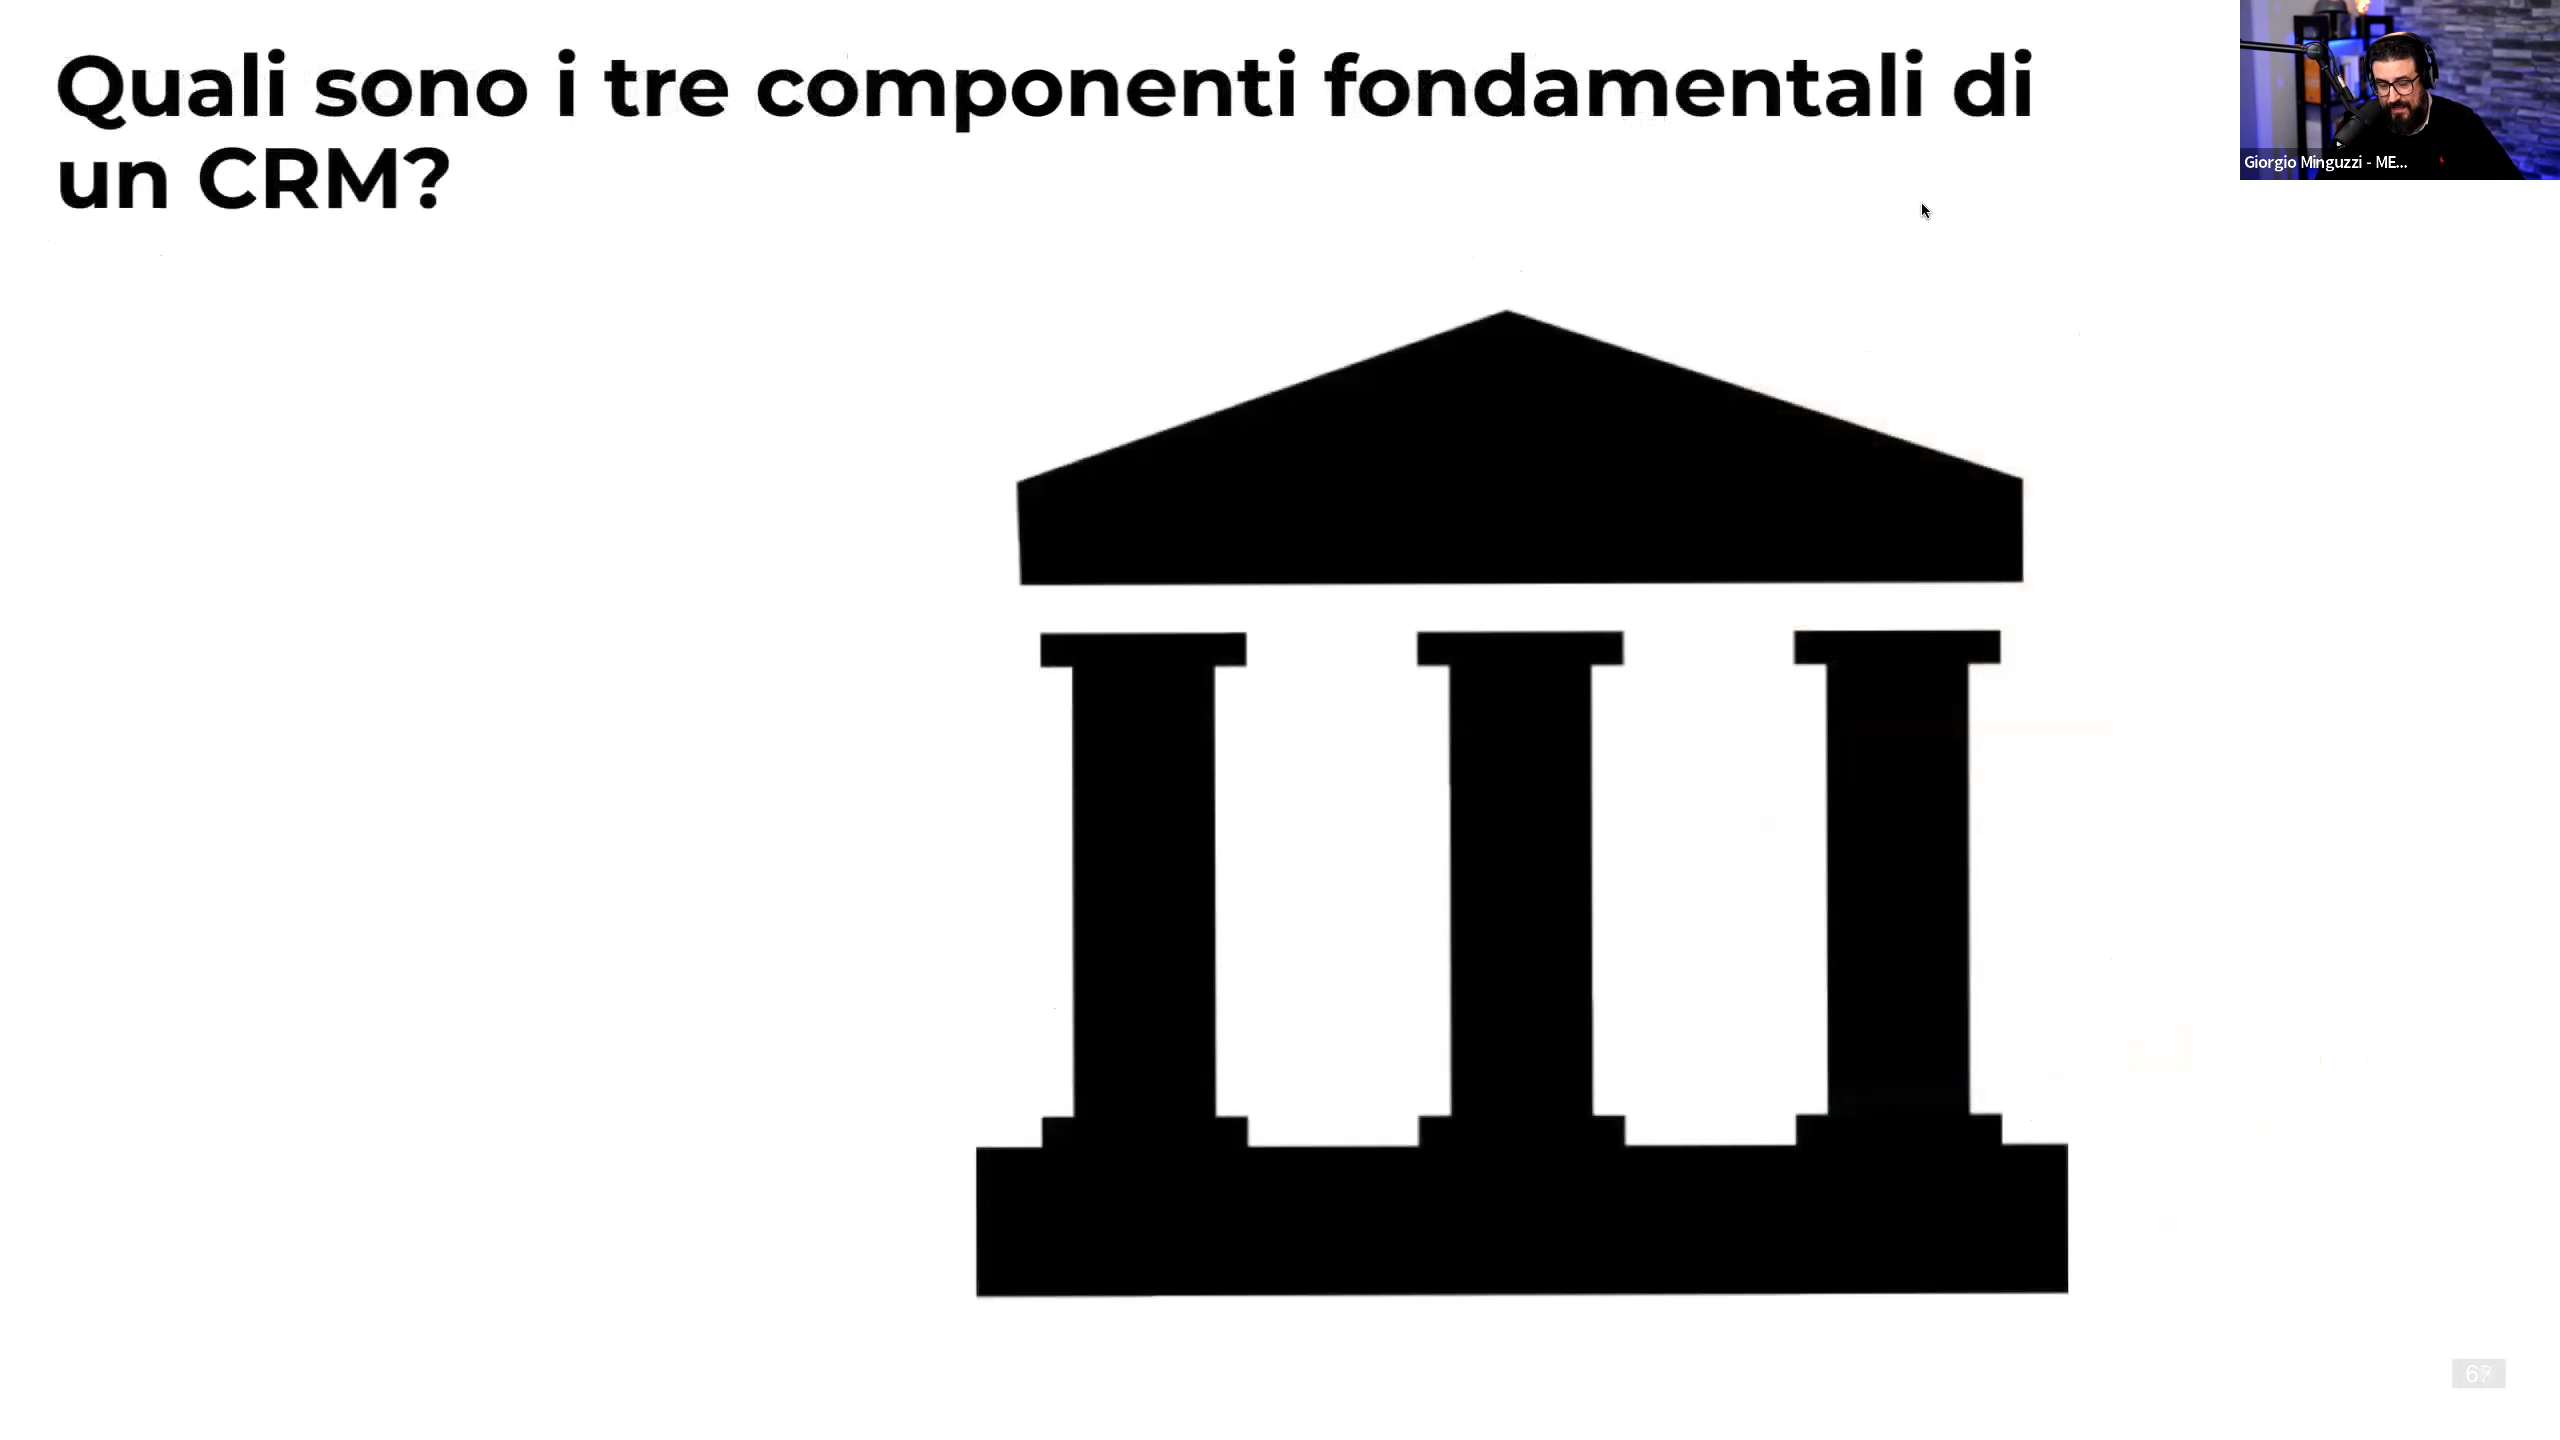 Quali sono i tre componenti fondamentali di
un CRM?
Giorgio Minguzzi - ME...